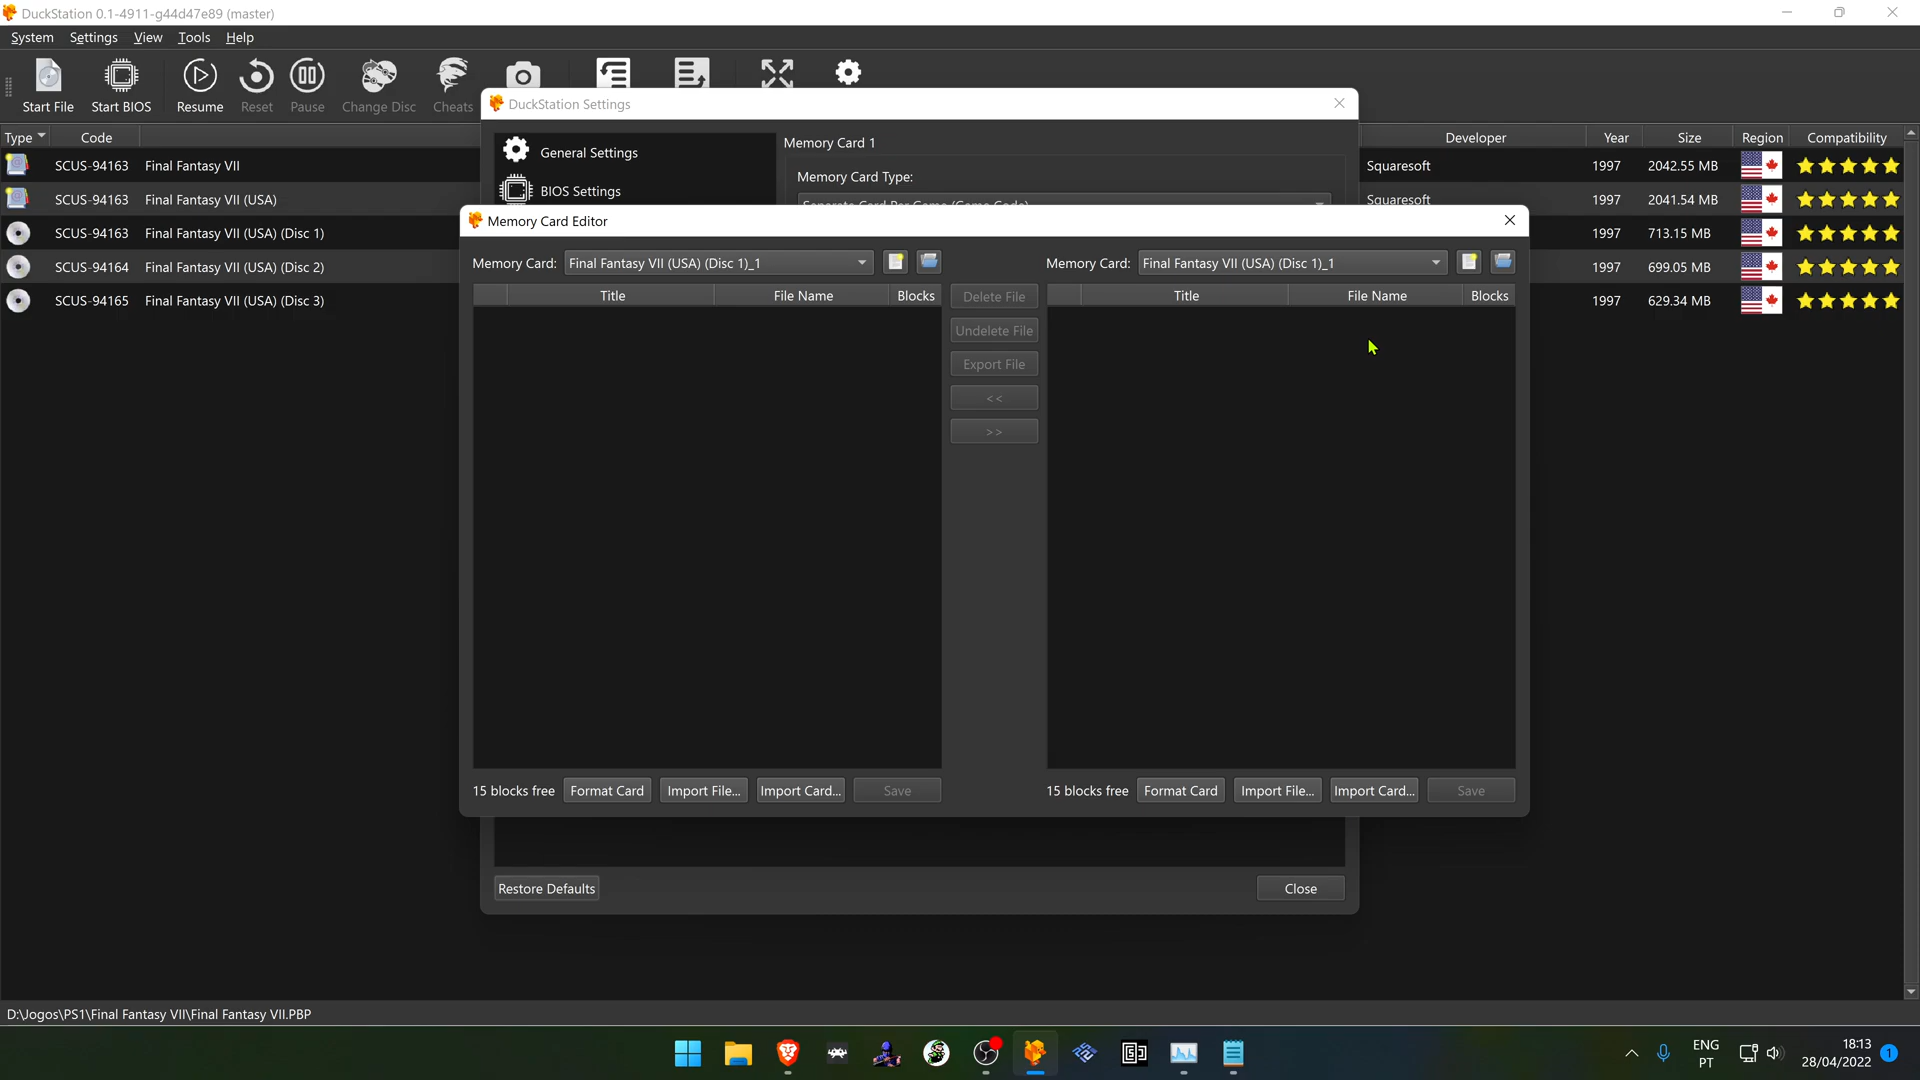 DuckStation 0.1-4911-g44d47e89 (master)
System Settings View Tools Help
Start File Start BIOS Resume Reset Pause Change Disc Cheats
DuckStation Settings
Type Code Developer Year Size Region Compatibility
SCUS-94163 Final Fantasy VII Squaresoft 1997 2042.55 MB
SCUS-94163 Final Fantasy VII (USA) Squaresoft 1997 2041.54 MB
SCUS-94163 Final Fantasy VII (USA) (Disc 1) 1997 713.15 MB
SCUS-94164 Final Fantasy VII (USA) (Disc 2) 1997 699.05 MB
SCUS-94165 Final Fantasy VII (USA) (Disc 3) 1997 629.34 MB
General Settings
BIOS Settings
Memory Card 1
Memory Card Type:
Separate Card Per Game (Game Code)
Memory Card Editor
Memory Card: Final Fantasy VII (USA) (Disc 1)_1
Title File Name Blocks
Delete File
Undelete File
Export File
<<
>>
Memory Card: Final Fantasy VII (USA) (Disc 1)_1
Title File Name Blocks
15 blocks free Format Card Import File... Import Card... Save
15 blocks free Format Card Import File... Import Card... Save
Restore Defaults Close
D:\Jogos\PS1\Final Fantasy VII\Final Fantasy VII.PBP
ENG
PT
18:13
28/04/2022
1